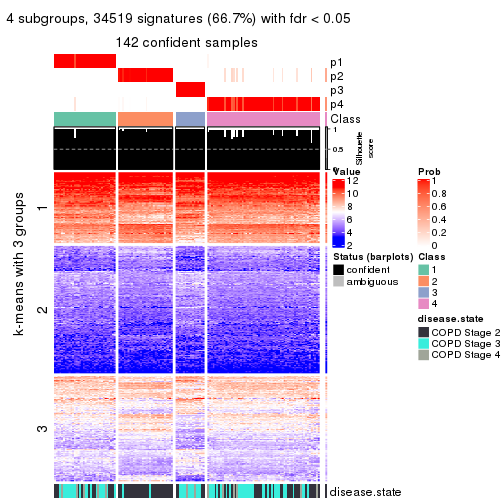 4 subgroups, 34519 signatures (66.7%) with fdr < 0.05
142 confident samples
p1
p2
p3
p4
Class
1
0.5
0
Silhouette
score
k-means with 3 groups
1
2
3
disease.state
Value
12
10
8
6
4
2
Prob
1
0.8
0.6
0.4
0.2
0
Status (barplots)
confident
ambiguous
Class
1
2
3
4
disease.state
COPD Stage 2
COPD Stage 3
COPD Stage 4